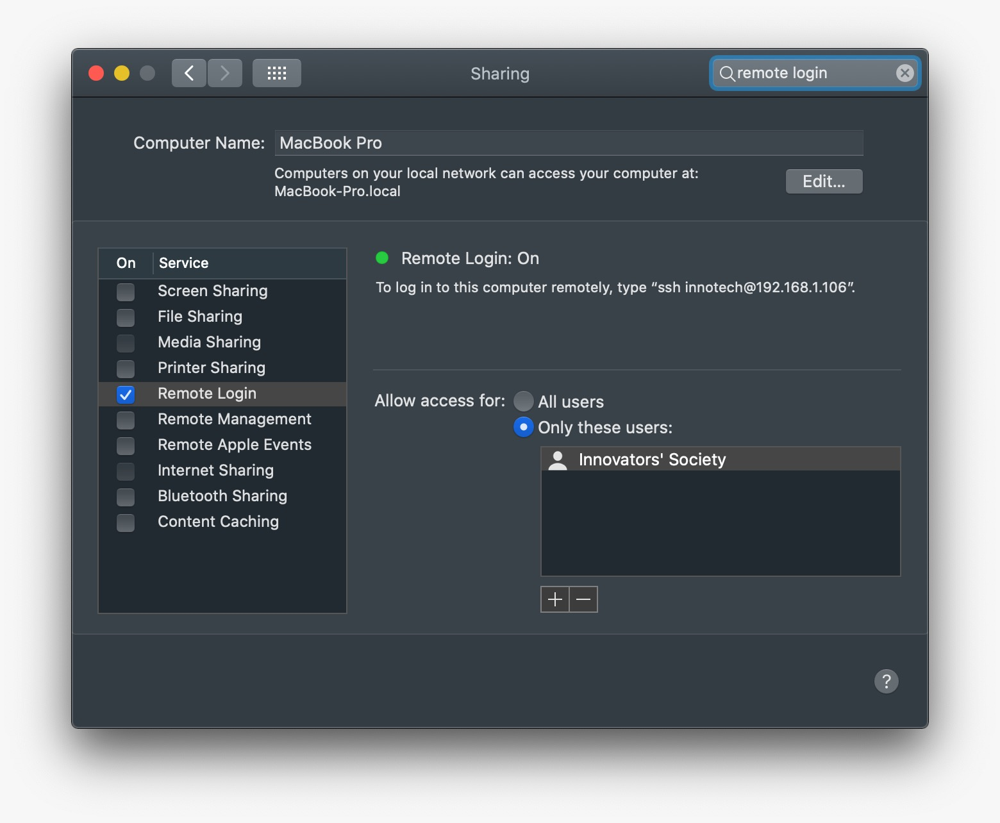 Sharing
remote login
Computer Name: MacBook Pro
Computers on your local network can access your computer at:
MacBook-Pro.local
Edit...
On Service
Screen Sharing
File Sharing
Media Sharing
Printer Sharing
Remote Login
Remote Management
Remote Apple Events
Internet Sharing
Bluetooth Sharing
Content Caching
Remote Login: On
To log in to this computer remotely, type “ssh innotech@192.168.1.106”.
Allow access for: All users
Only these users:
Innovators' Society
+ −
?